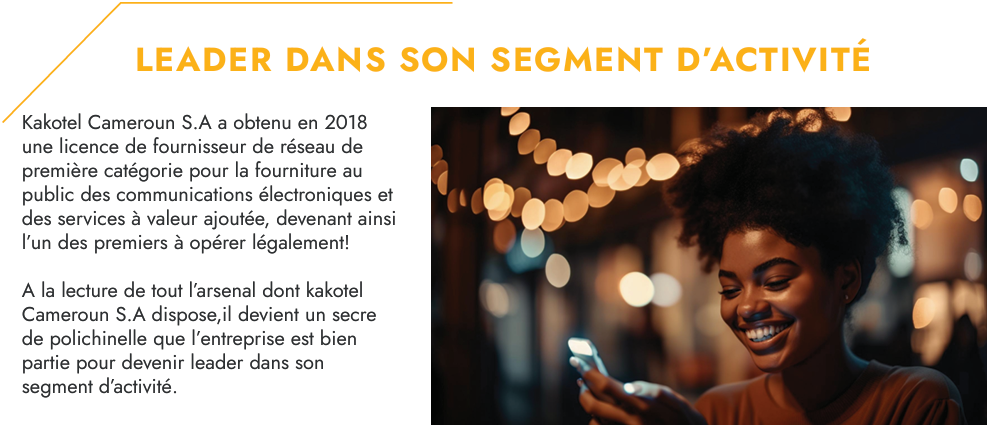 LEADER DANS SON SEGMENT D’ACTIVITÉ
Kakotel Cameroun S.A a obtenu en 2018
une licence de fournisseur de réseau de
première catégorie pour la fourniture au
public des communications électroniques et
des services à valeur ajoutée, devenant ainsi
l’un des premiers à opérer légalement!
A la lecture de tout l’arsenal dont kakotel
Cameroun S.A dispose,il devient un secre
de polichinelle que l’entreprise est bien
partie pour devenir leader dans son
segment d’activité.